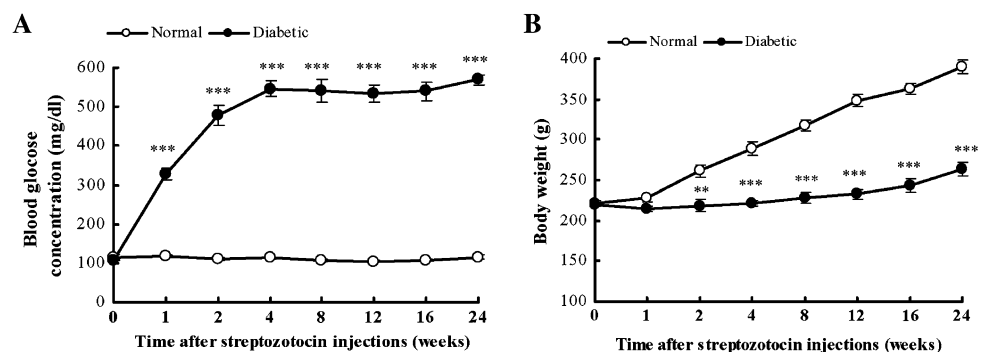 A
Normal Diabetic
Blood glucose
concentration (mg/dl)
600
500
400
300
200
100
0
***
***
***
***
***
***
***
0 1 2 4 8 12 16 24
Time after streptozotocin injections (weeks)
B
Normal Diabetic
Body weight (g)
400
350
300
250
200
150
100
**
***
***
***
***
***
0 1 2 4 8 12 16 24
Time after streptozotocin injections (weeks)